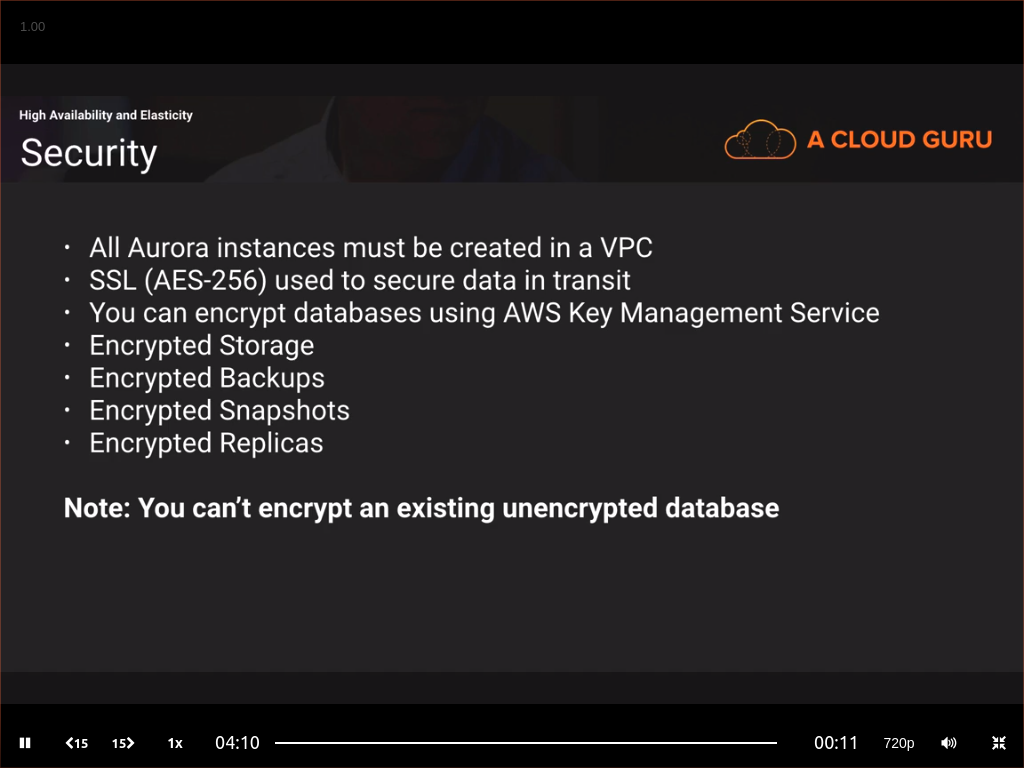 1.00
High Availability and Elasticity
Security
A CLOUD GURU
· All Aurora instances must be created in a VPC
· SSL (AES-256) used to secure data in transit
· You can encrypt databases using AWS Key Management Service
· Encrypted Storage
· Encrypted Backups
· Encrypted Snapshots
· Encrypted Replicas
Note: You can’t encrypt an existing unencrypted database
15 15 1x 04:10 00:11 720p